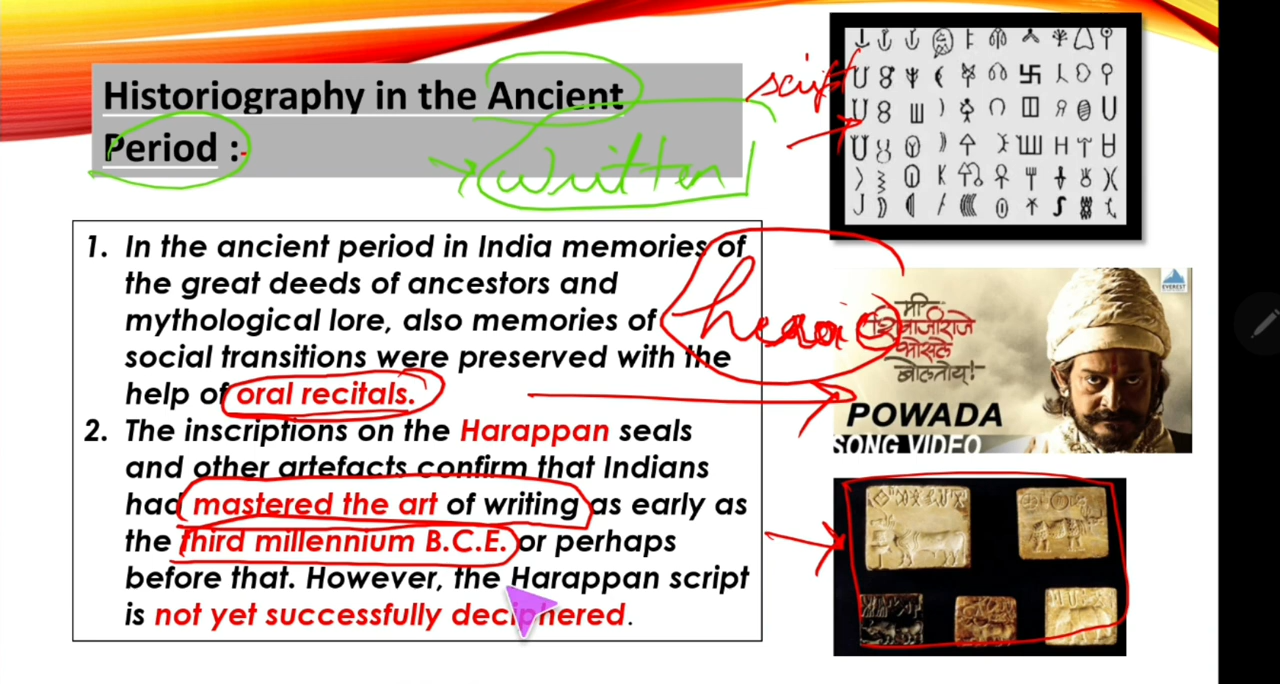 Historiography in the Ancient
Period :-
script
written
1. In the ancient period in India memories of
the great deeds of ancestors and
mythological lore, also memories of
social transitions were preserved with the
help of oral recitals.
2. The inscriptions on the Harappan seals
and other artefacts confirm that Indians
had mastered the art of writing as early as
the third millennium B.C.E. or perhaps
before that. However, the Harappan script
is not yet successfully deciphered.
heroic
EVEREST
मी
शिवाजीराजे
भोसले
बोलतोय!
POWADA
SONG VIDEO